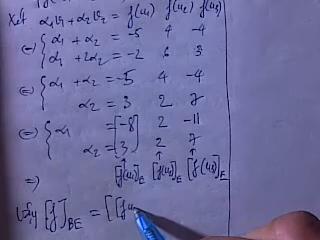 Xét α₁v₁ + α₂v₂ = f(u₁) f(u₂) f(u₃)
(=) { α₁ + α₂ = -5 4 -4
α₁ + 2α₂ = -2 6 3
(=) { α₁ + α₂ = -5 4 -4
α₂ = 3 2 7
(=) { α₁ = [-8] 2 -11
α₂ = [3] 2 7
=> [f(u₁)]_E [f(u₂)]_E [f(u₃)]_E
Vậy [f]_BE = [[fu